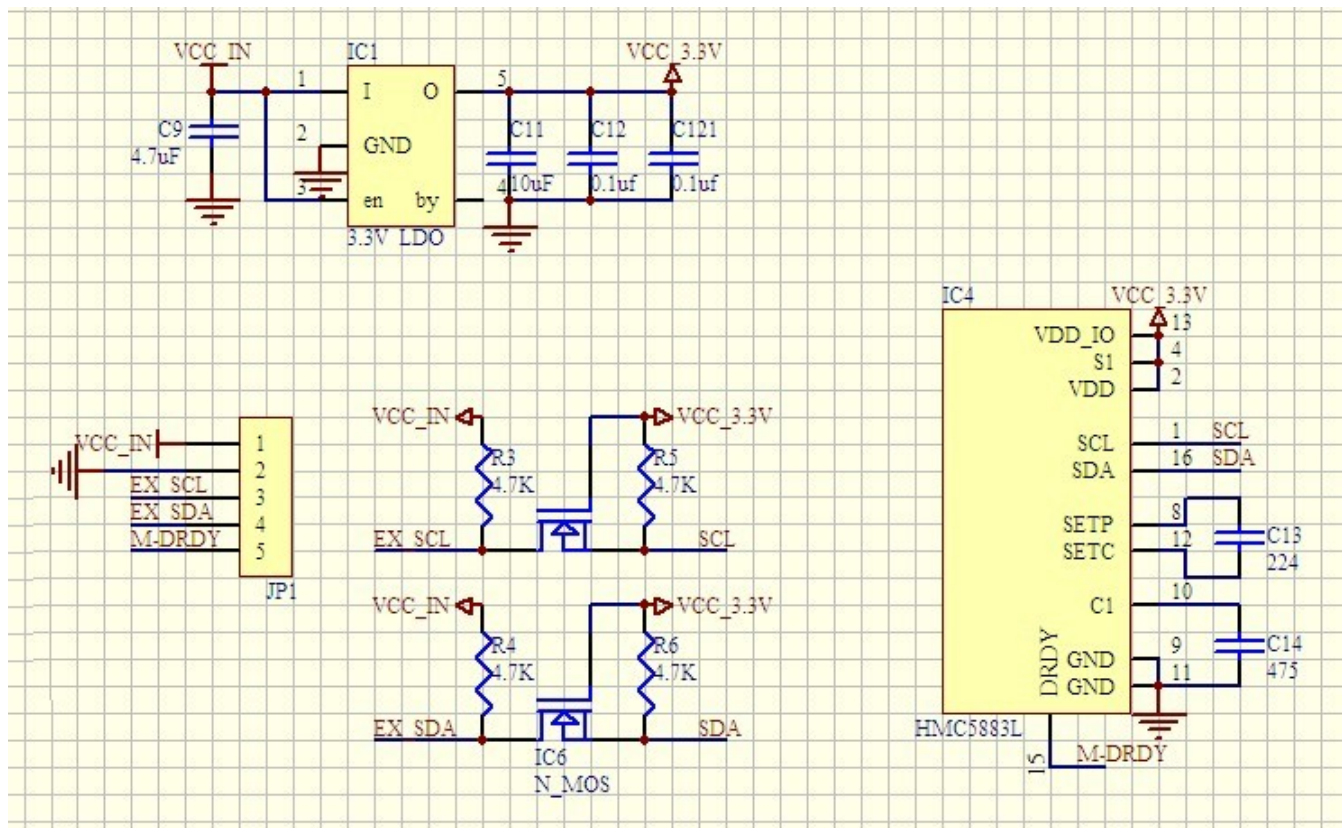 VCC_IN
IC1
VCC_3.3V
1
I
O
5
C9
4.7uF
2
GND
C11
10uF
C12
0.1uf
C121
0.1uf
3
en
by
4
3.3V LDO
IC4
VCC_3.3V
VDD_IO
13
S1
4
VDD
2
SCL
1
SCL
SDA
16
SDA
SETP
8
SETC
12
C13
224
C1
10
GND
9
GND
11
C14
475
DRDY
HMC5883L
15
M-DRDY
VCC_IN
1
2
EX_SCL
3
EX_SDA
4
M-DRDY
5
JP1
VCC_IN
VCC_3.3V
R3
4.7K
R5
4.7K
EX_SCL
SCL
VCC_IN
VCC_3.3V
R4
4.7K
R6
4.7K
EX_SDA
SDA
IC6
N_MOS